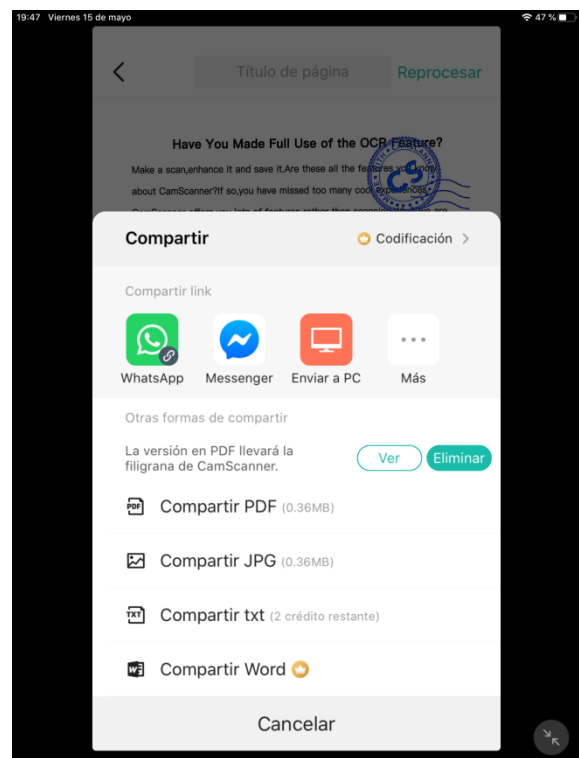 19:47 Viernes 15 de mayo
47 %
Título de página
Reprocesar
Have You Made Full Use of the OCR Feature?
Make a scan,enhance it and save it.Are these all the features you know
about CamScanner?If so,you have missed too many cool experiences.
CS
Compartir
Codificación
Compartir link
WhatsApp
Messenger
Enviar a PC
Más
Otras formas de compartir
La versión en PDF llevará la
filigrana de CamScanner.
Ver
Eliminar
PDF
Compartir PDF (0.36MB)
Compartir JPG (0.36MB)
TXT
Compartir txt (2 crédito restante)
W
Compartir Word
Cancelar